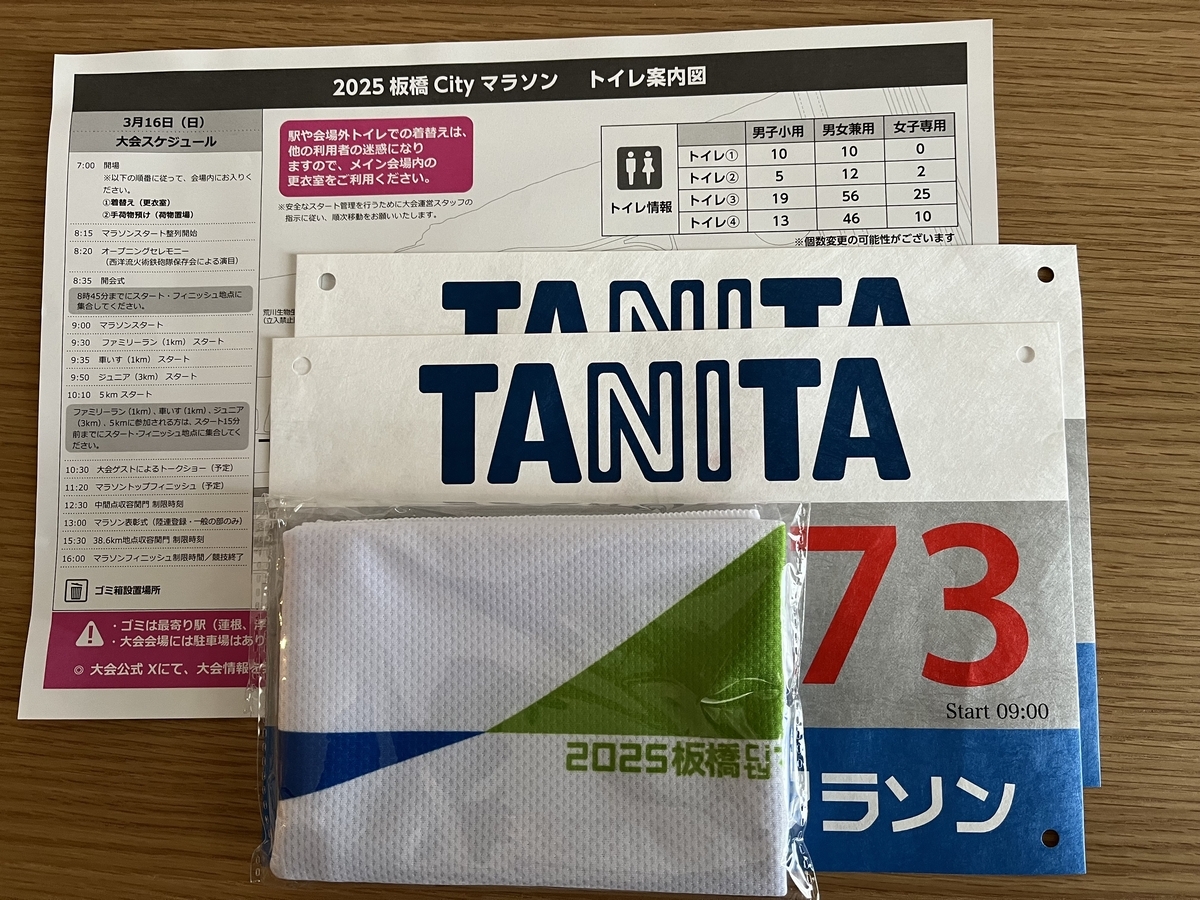 2025 板橋 City マラソン トイレ案内図
3月16日（日）
大会スケジュール
7:00 開場
※以下の順番に従って、会場内にお入りく
ださい。
①着替え（更衣室）
②手荷物預け（荷物置場）
8:15 マラソンスタート整列開始
8:20 オープニングセレモニー
（西洋流火術鉄砲隊保存会による演目）
8:35 開会式
8時45分までにスタート・フィニッシュ地点に
集合してください。
9:00 マラソンスタート
9:30 ファミリーラン（1km）スタート
9:35 車いす（1km）スタート
9:50 ジュニア（3km）スタート
10:10 5kmスタート
ファミリーラン（1km）、車いす（1km）、ジュニア
（3km）、5kmに参加される方は、スタート15分
前までにスタート・フィニッシュ地点に集合してく
ださい。
10:30 大会ゲストによるトークショー（予定）
11:20 マラソントップフィニッシュ（予定）
12:30 中間点収容関門 制限時刻
13:00 マラソン表彰式（陸連登録・一般の部のみ）
15:30 38.6km地点収容関門 制限時刻
16:00 マラソンフィニッシュ制限時間／競技終了
ゴミ箱設置場所
・ゴミは最寄り駅（蓮根、浮
・大会会場には駐車場はあり
◎ 大会公式 Xにて、大会情報を
駅や会場外トイレでの着替えは、
他の利用者の迷惑になり
ますので、メイン会場内の
更衣室をご利用ください。
※安全なスタート管理を行うために大会運営スタッフの
指示に従い、順次移動をお願いいたします。
トイレ情報
男子小用 男女兼用 女子専用
トイレ① 10 10 0
トイレ② 5 12 2
トイレ③ 19 56 25
トイレ④ 13 46 10
※個数変更の可能性がございます
荒川生物生
（立入禁止
TANITA
TANITA
73
Start 09:00
マラソン
2025板橋City